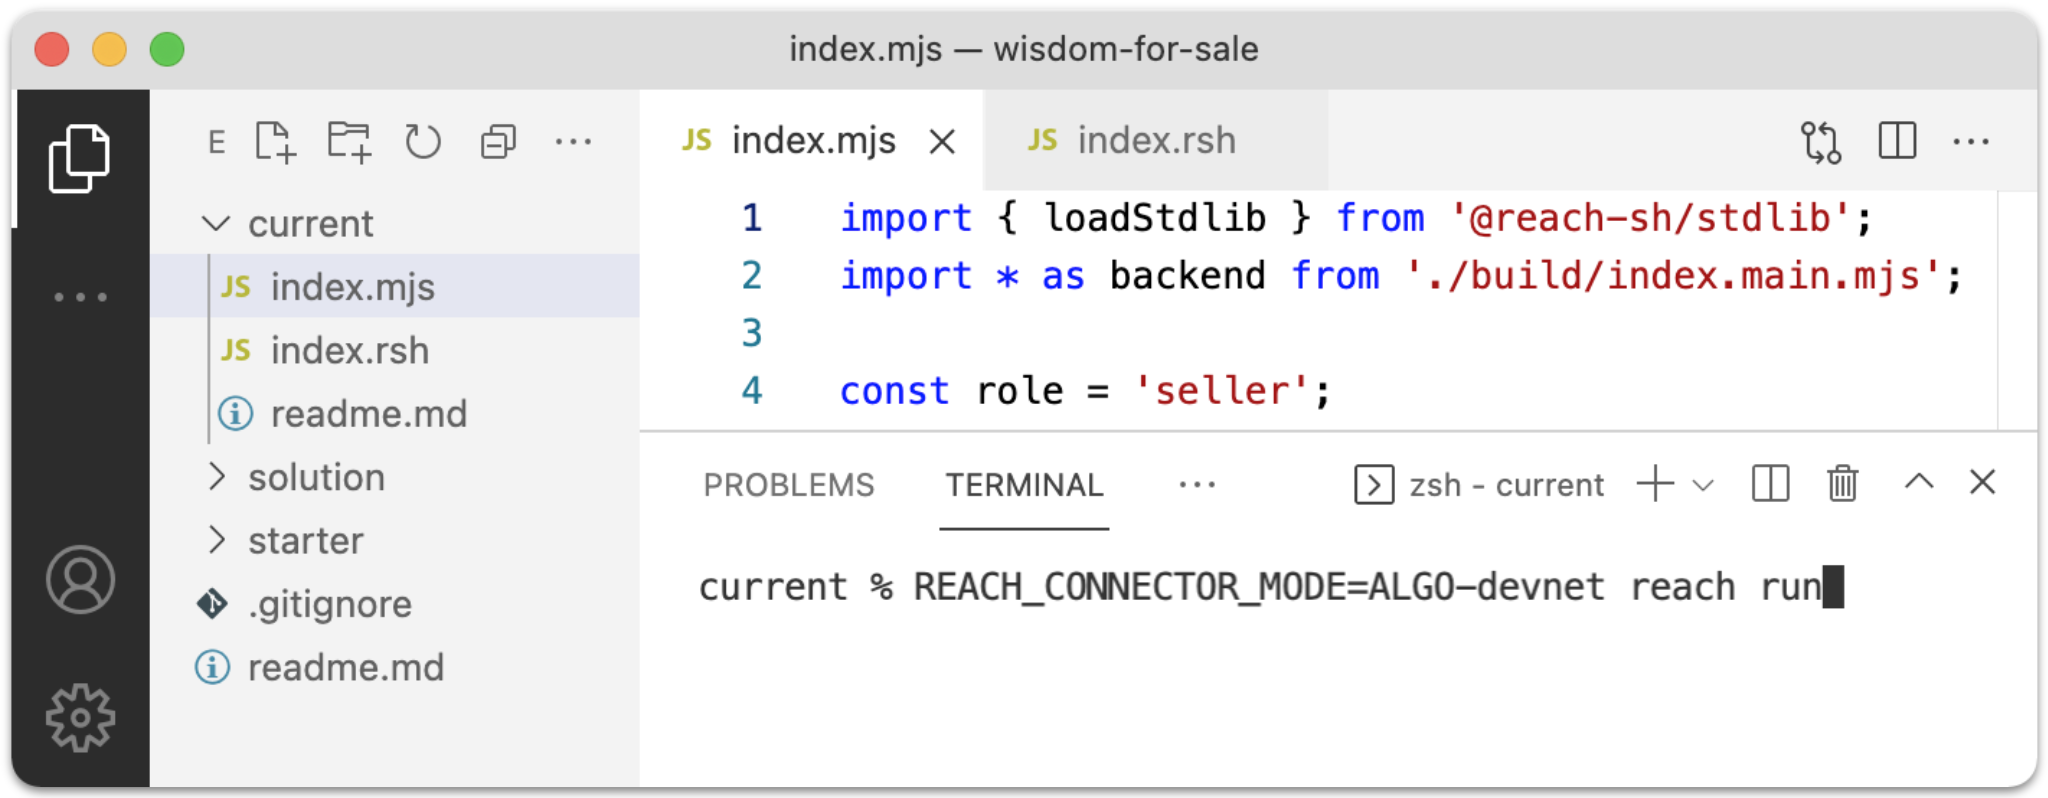 index.mjs — wisdom-for-sale
E
current
JS index.mjs
JS index.rsh
readme.md
solution
starter
.gitignore
readme.md
JS index.mjs
JS index.rsh
1 import { loadStdlib } from '@reach-sh/stdlib';
2 import * as backend from './build/index.main.mjs';
3
4 const role = 'seller';
PROBLEMS TERMINAL zsh - current
current % REACH_CONNECTOR_MODE=ALGO-devnet reach run